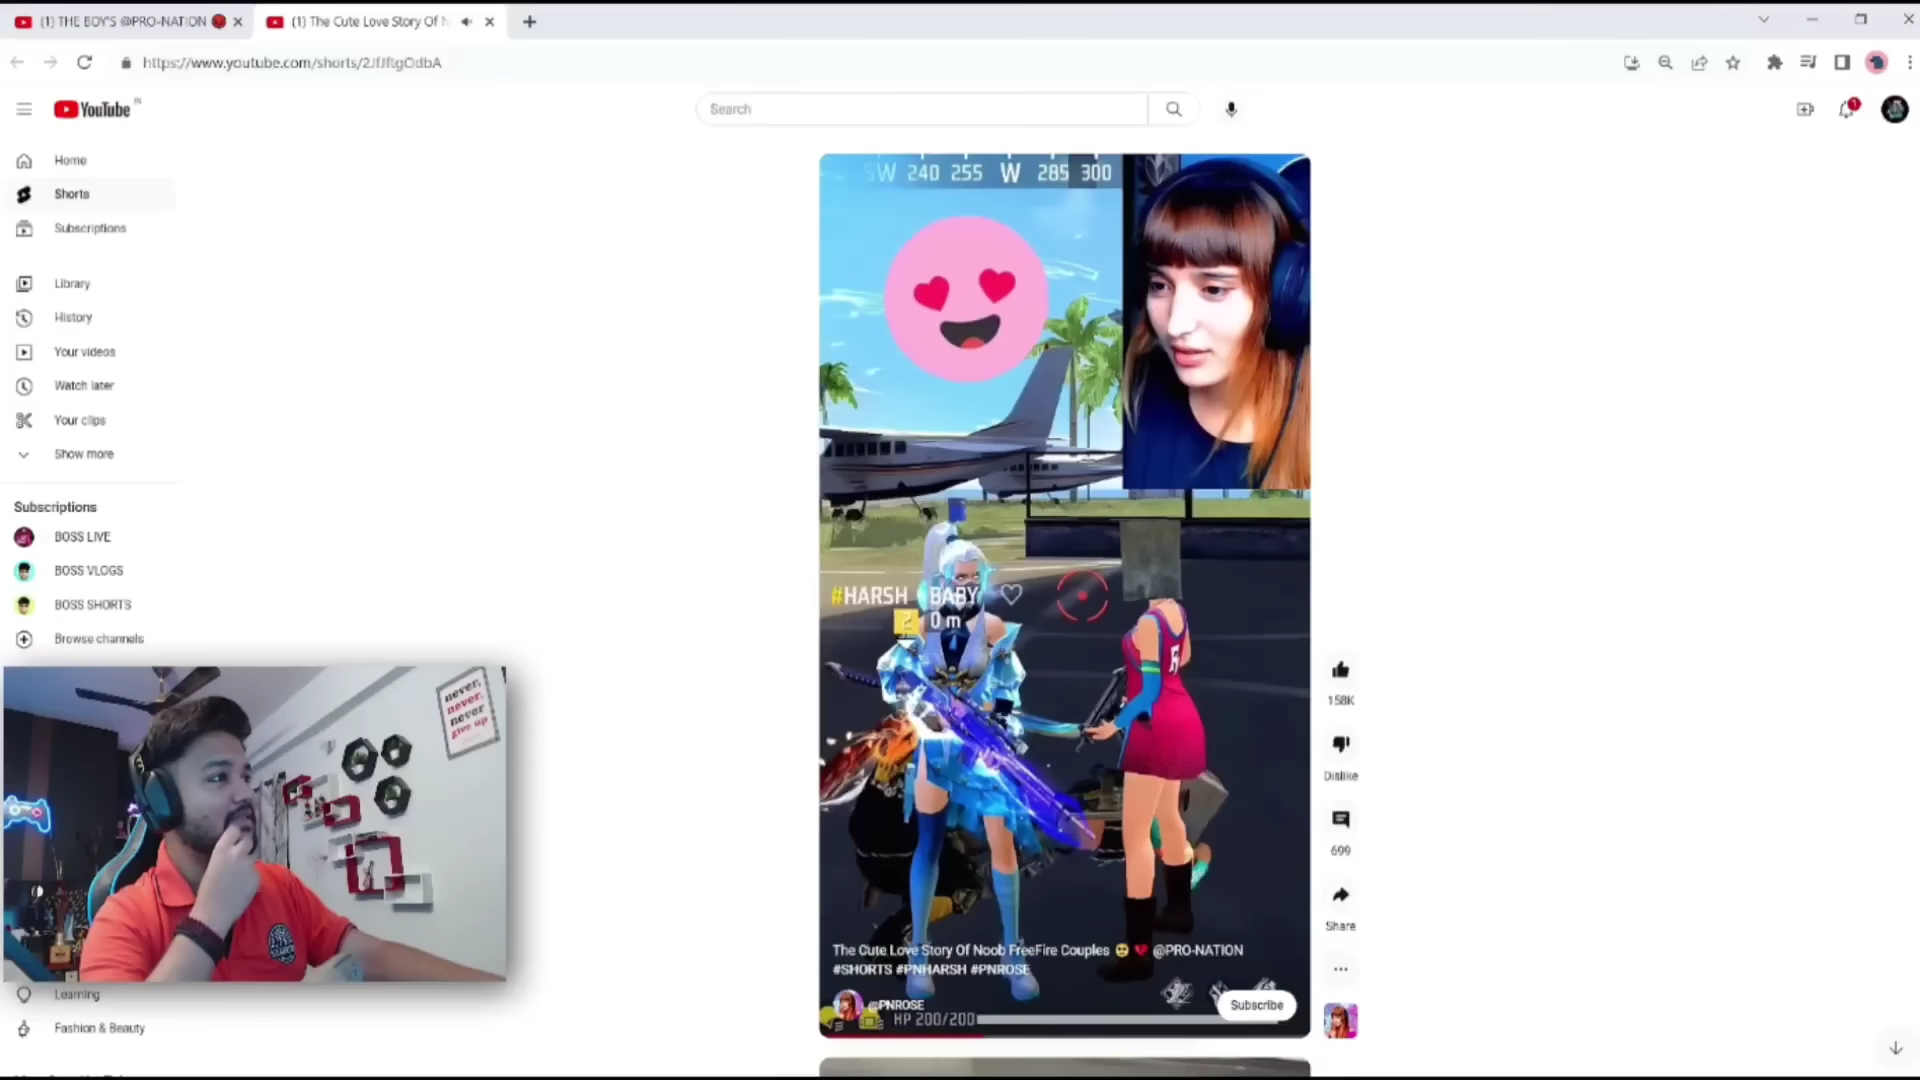 (1) THE BOY'S @PRO-NATION
(1) The Cute Love Story Of N
https://www.youtube.com/shorts/2JfJftgOdbA
YouTube IN
Search
1
Home
Shorts
Subscriptions
Library
History
Your videos
Watch later
Your clips
Show more
Subscriptions
BOSS LIVE
BOSS VLOGS
BOSS SHORTS
Browse channels
Learning
Fashion & Beauty
never,
never,
never
give up
SW 240 255 W 285 300
#HARSH BABY ♡
2 0 m
The Cute Love Story Of Noob FreeFire Couples 🥺 💔 @PRO-NATION
#SHORTS #PNHARSH #PNROSE
@PNROSE
Subscribe
HP 200/200
158K
Dislike
699
Share